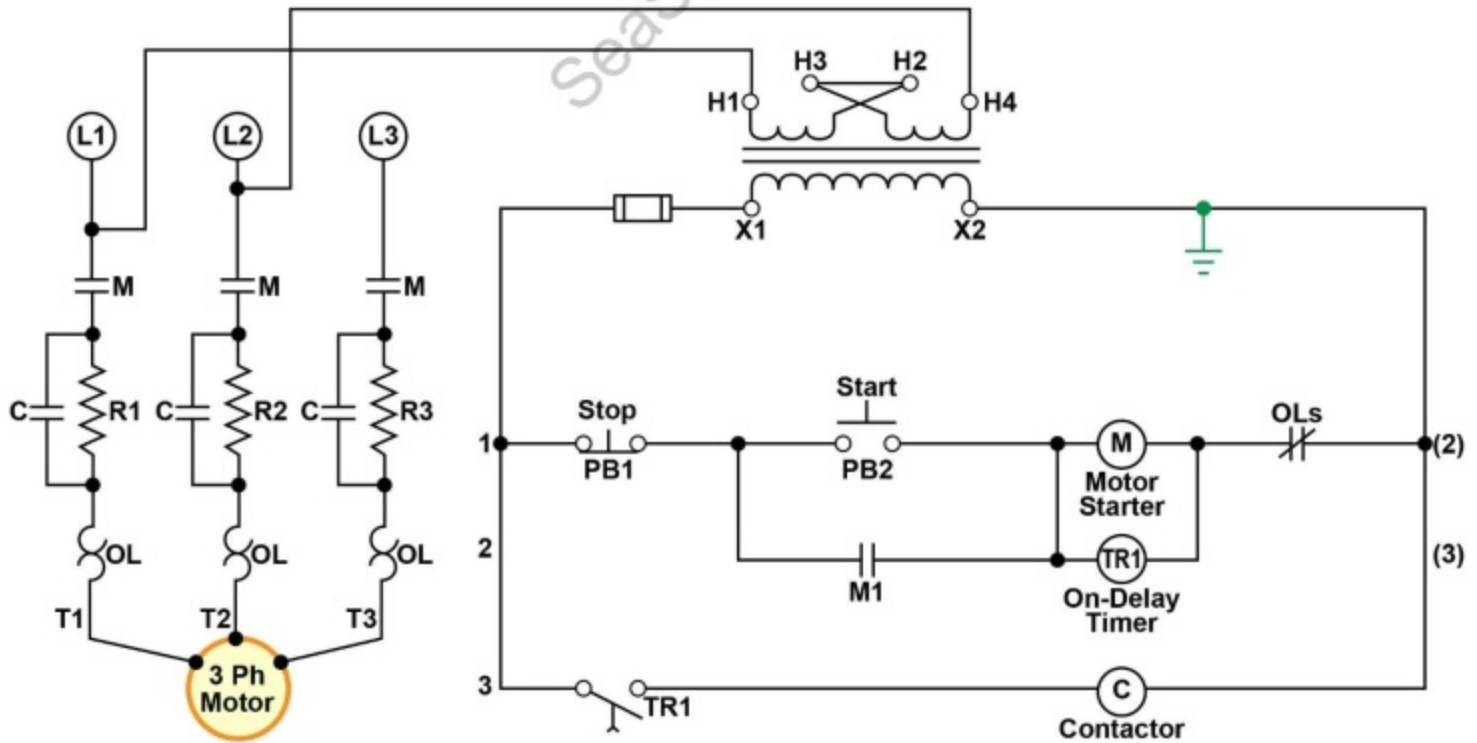 Seas
H3 H2
H1 H4
L1 L2 L3
X1 X2
M M M
C R1 C R2 C R3
Stop
Start
OLs
1 PB1 PB2 M (2)
Motor
Starter
OL OL OL
2 M1 TR1 (3)
On-Delay
Timer
T1 T2 T3
3 Ph
Motor
3 TR1 C
Contactor